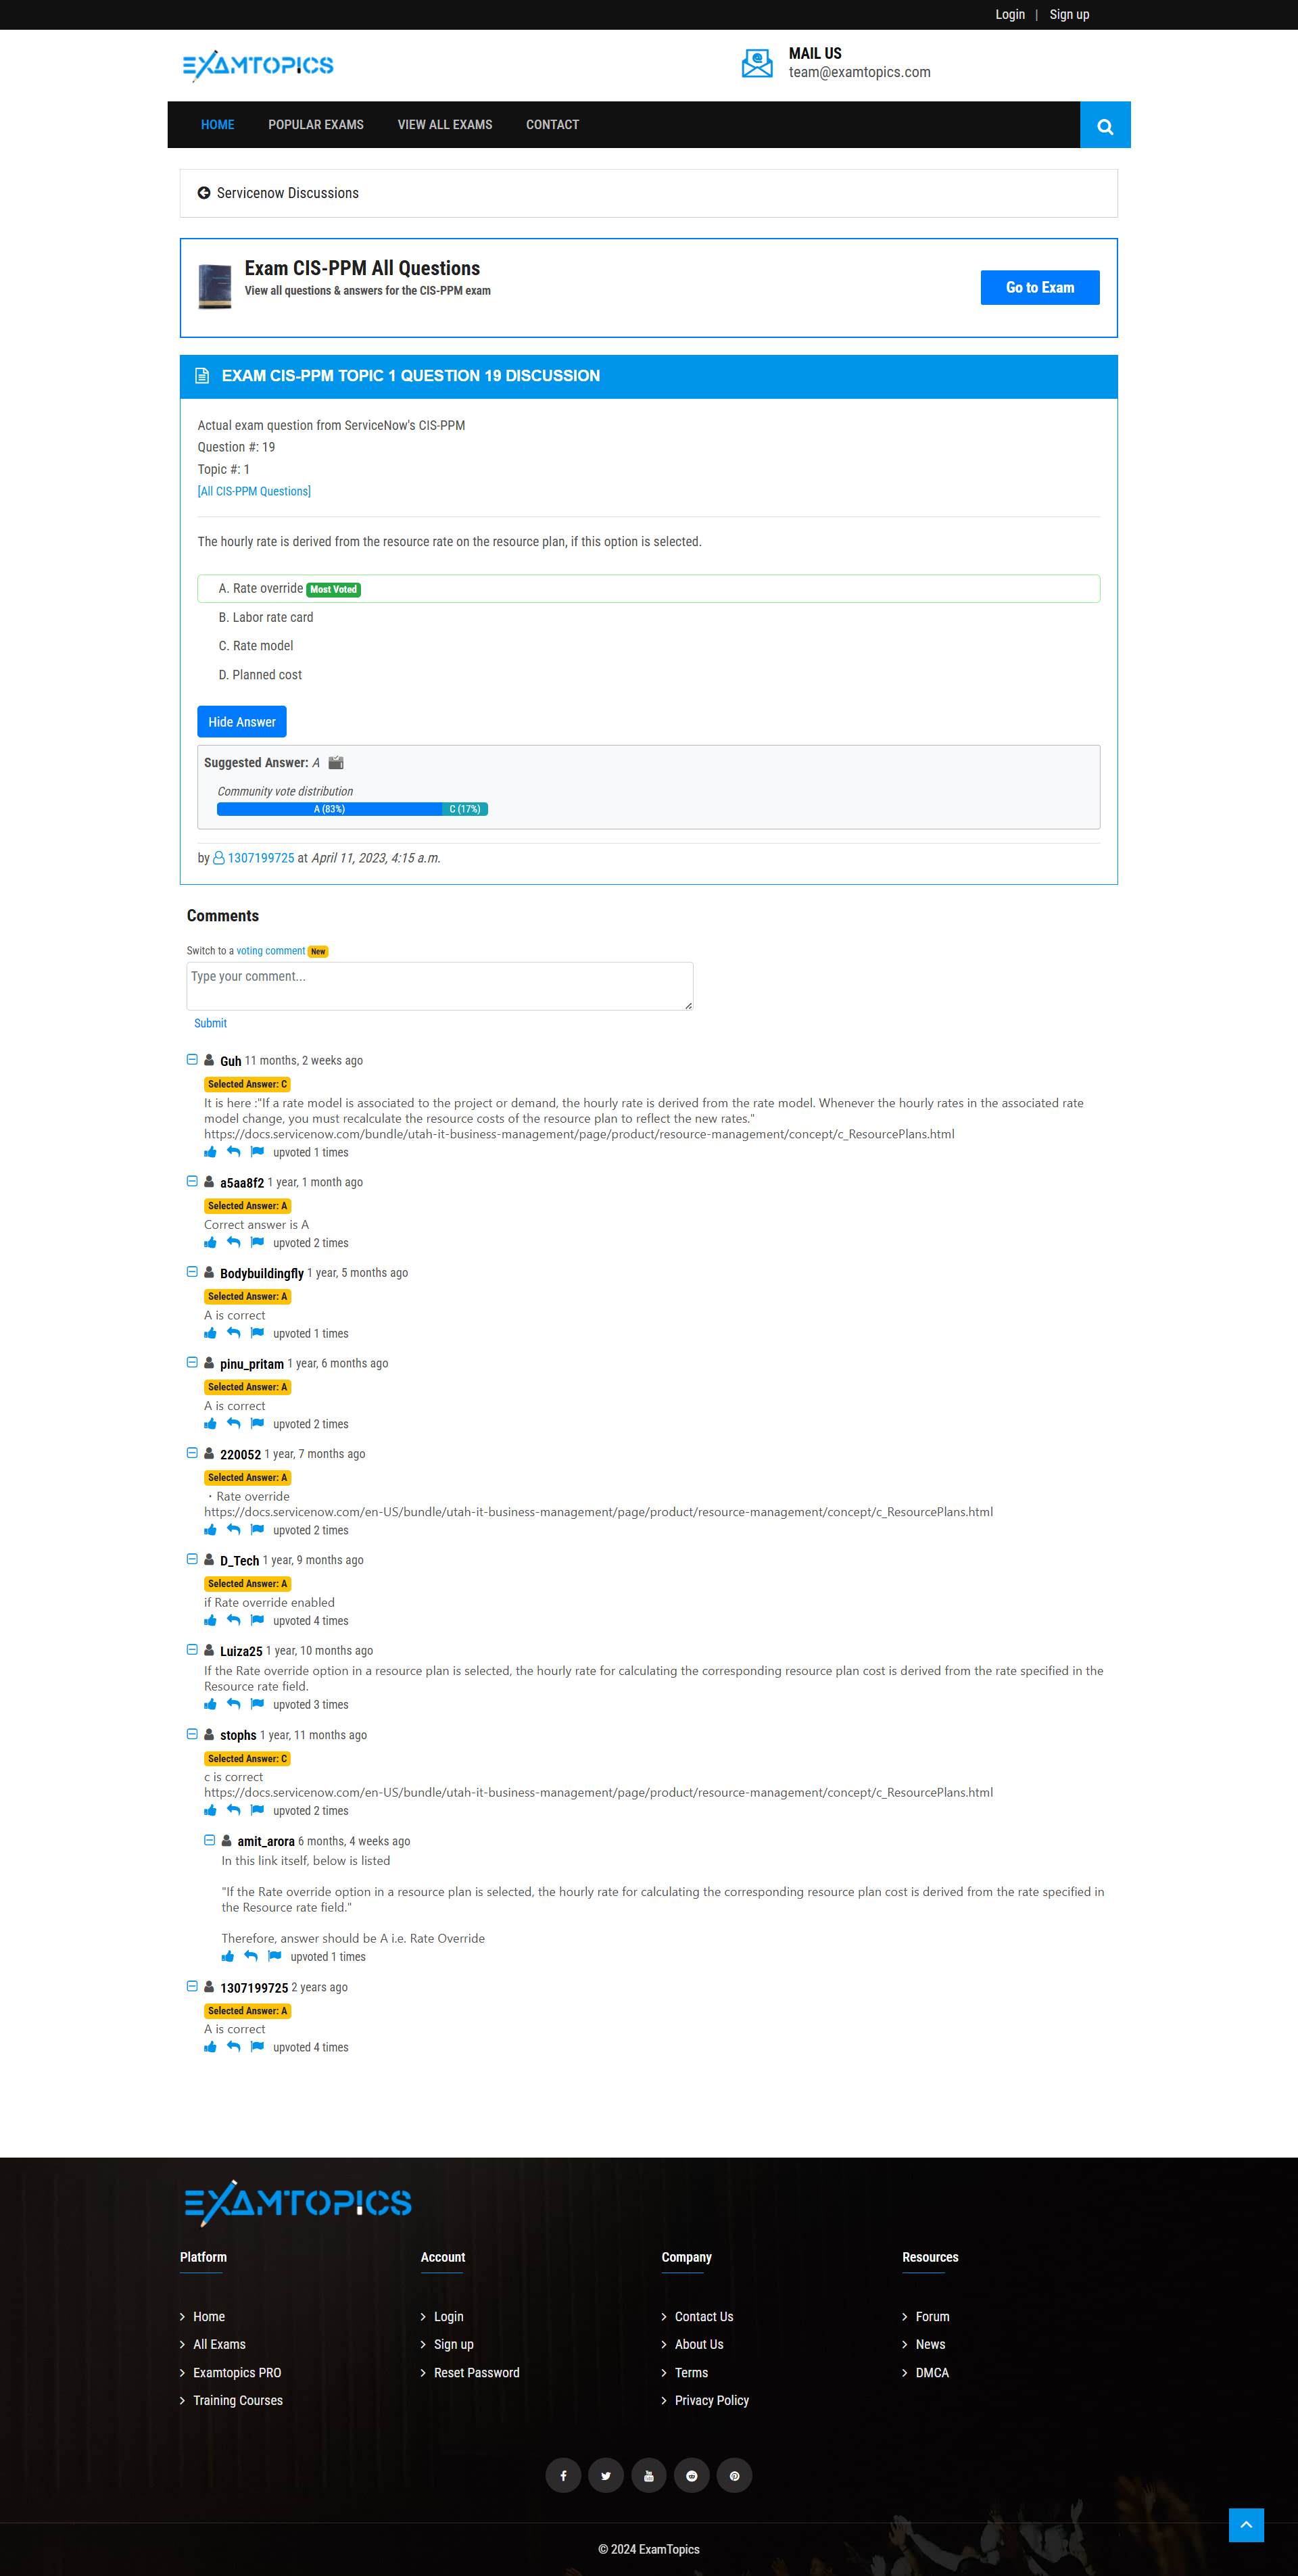 Login | Sign up
EXAMTOPICS
MAIL US
team@examtopics.com
HOME POPULAR EXAMS VIEW ALL EXAMS CONTACT
Servicenow Discussions
Exam CIS-PPM All Questions
View all questions & answers for the CIS-PPM exam
Go to Exam
EXAM CIS-PPM TOPIC 1 QUESTION 19 DISCUSSION
Actual exam question from ServiceNow's CIS-PPM
Question #: 19
Topic #: 1
[All CIS-PPM Questions]
The hourly rate is derived from the resource rate on the resource plan, if this option is selected.
A. Rate override Most Voted
B. Labor rate card
C. Rate model
D. Planned cost
Hide Answer
Suggested Answer: A
Community vote distribution
A (83%) C (17%)
by 1307199725 at April 11, 2023, 4:15 a.m.
Comments
Switch to a voting comment New
Type your comment...
Submit
Guh 11 months, 2 weeks ago
Selected Answer: C
It is here :"If a rate model is associated to the project or demand, the hourly rate is derived from the rate model. Whenever the hourly rates in the associated rate
model change, you must recalculate the resource costs of the resource plan to reflect the new rates."
https://docs.servicenow.com/bundle/utah-it-business-management/page/product/resource-management/concept/c_ResourcePlans.html
upvoted 1 times
a5aa8f2 1 year, 1 month ago
Selected Answer: A
Correct answer is A
upvoted 2 times
Bodybuildingfly 1 year, 5 months ago
Selected Answer: A
A is correct
upvoted 1 times
pinu_pritam 1 year, 6 months ago
Selected Answer: A
A is correct
upvoted 2 times
220052 1 year, 7 months ago
Selected Answer: A
・Rate override
https://docs.servicenow.com/en-US/bundle/utah-it-business-management/page/product/resource-management/concept/c_ResourcePlans.html
upvoted 2 times
D_Tech 1 year, 9 months ago
Selected Answer: A
if Rate override enabled
upvoted 4 times
Luiza25 1 year, 10 months ago
If the Rate override option in a resource plan is selected, the hourly rate for calculating the corresponding resource plan cost is derived from the rate specified in the
Resource rate field.
upvoted 3 times
stophs 1 year, 11 months ago
Selected Answer: C
c is correct
https://docs.servicenow.com/en-US/bundle/utah-it-business-management/page/product/resource-management/concept/c_ResourcePlans.html
upvoted 2 times
amit_arora 6 months, 4 weeks ago
In this link itself, below is listed
"If the Rate override option in a resource plan is selected, the hourly rate for calculating the corresponding resource plan cost is derived from the rate specified in
the Resource rate field."
Therefore, answer should be A i.e. Rate Override
upvoted 1 times
1307199725 2 years ago
Selected Answer: A
A is correct
upvoted 4 times
EXAMTOPICS
Platform Account Company Resources
Home Login Contact Us Forum
All Exams Sign up About Us News
Examtopics PRO Reset Password Terms DMCA
Training Courses Privacy Policy
© 2024 ExamTopics